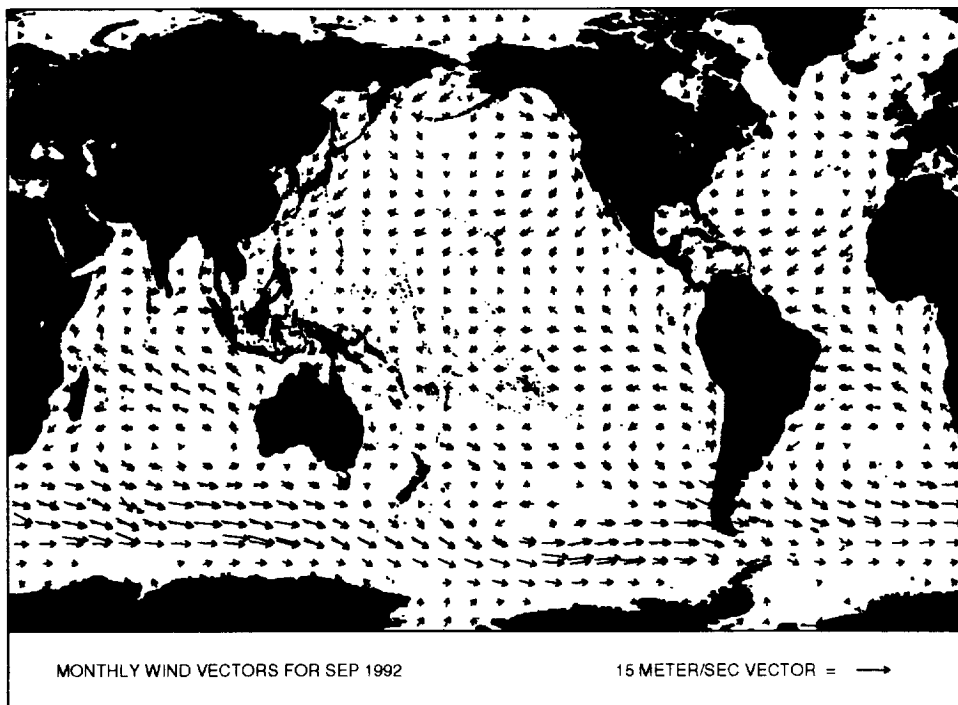 MONTHLY WIND VECTORS FOR SEP 1992
15 METER/SEC VECTOR =